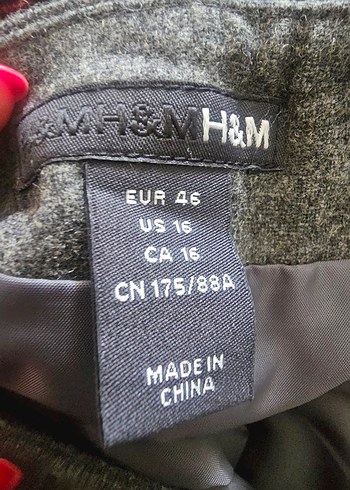 &MH&MH&M
EUR 46
US 16
CA 16
CN 175/88A
MADE IN
CHINA